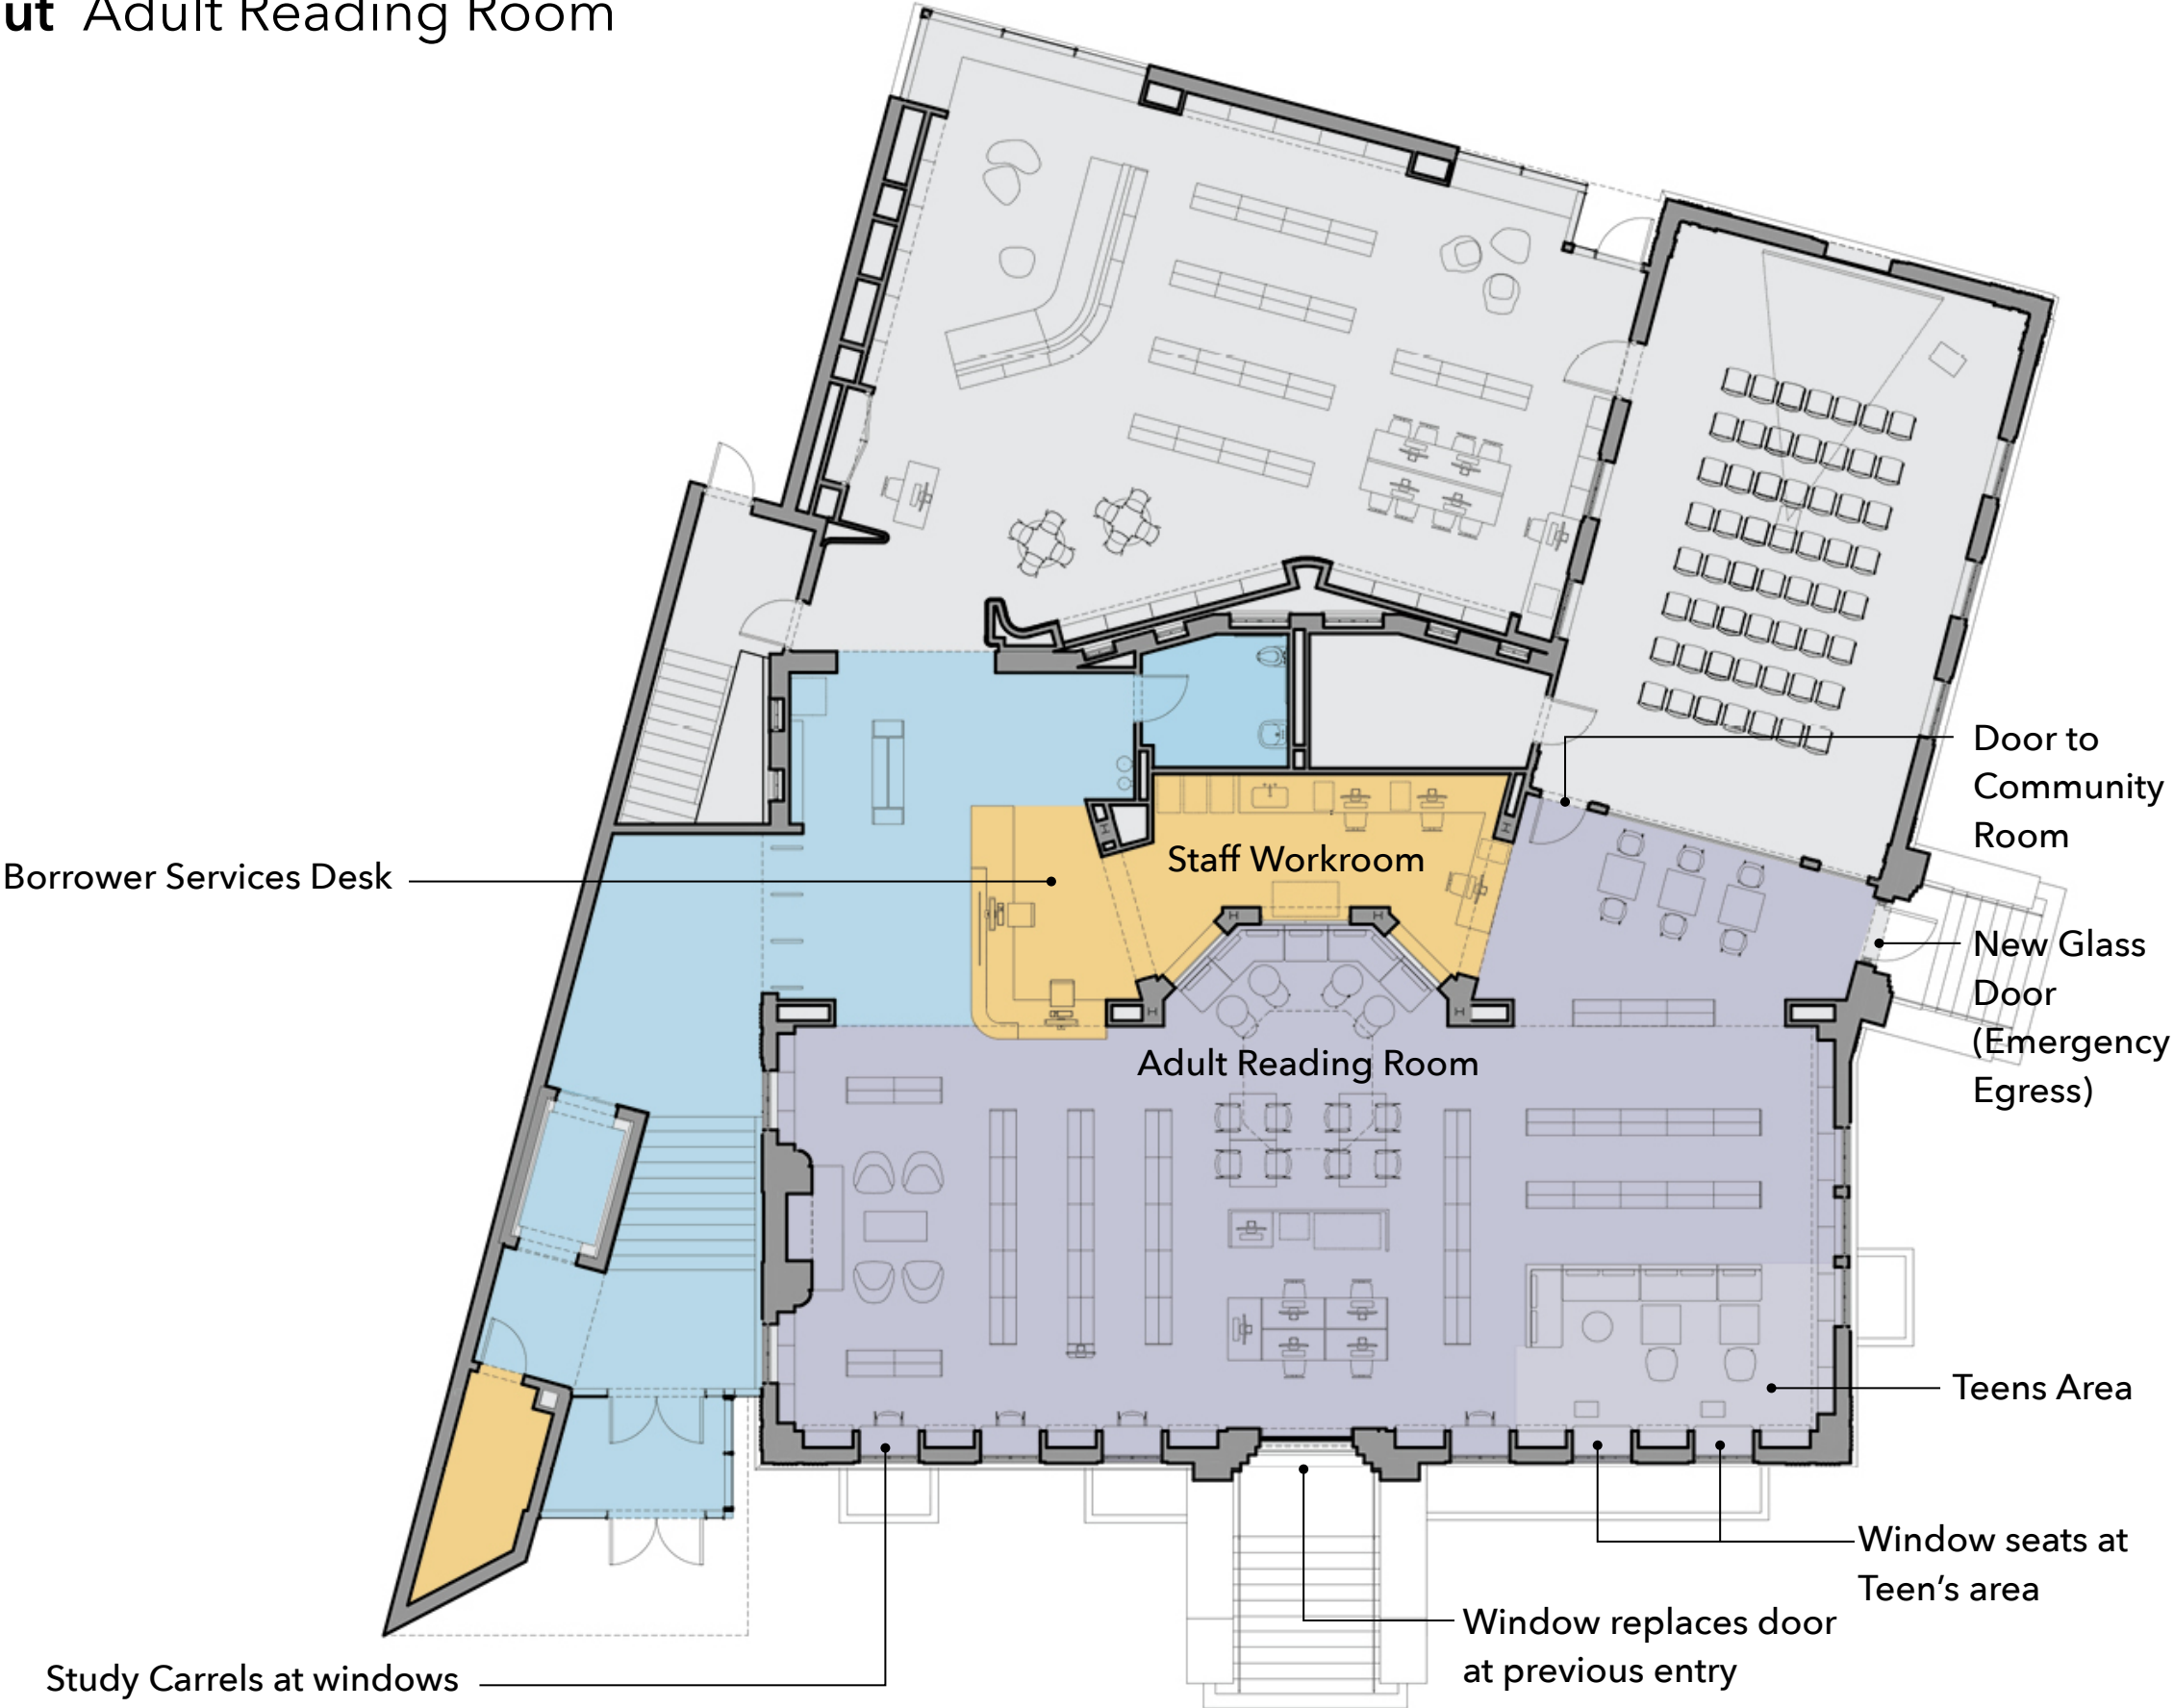 ut Adult Reading Room
Door to
Community
Room
Borrower Services Desk
Staff Workroom
New Glass
Door
(Emergency
Egress)
Adult Reading Room
Teens Area
Window seats at
Teen’s area
Window replaces door
at previous entry
Study Carrels at windows
H
H
H
H
H
H